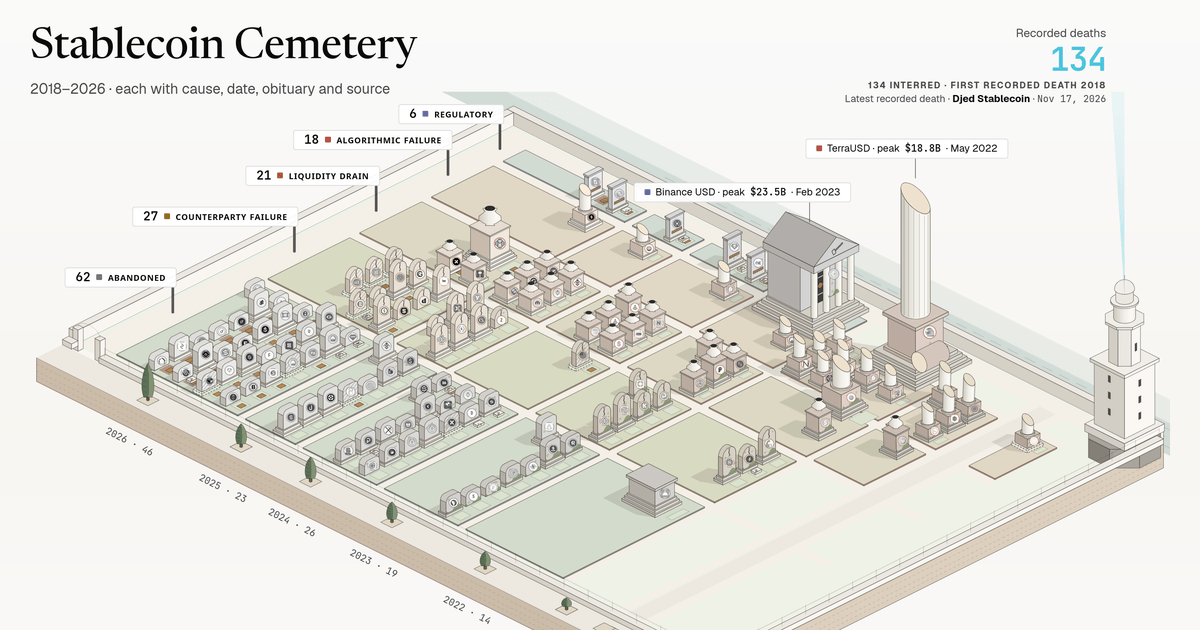 Stablecoin Cemetery
2018–2026 · each with cause, date, obituary and source
Recorded deaths
134
134 INTERRED · FIRST RECORDED DEATH 2018
Latest recorded death · Djed Stablecoin · Nov 17, 2026
6 REGULATORY
18 ALGORITHMIC FAILURE
21 LIQUIDITY DRAIN
27 COUNTERPARTY FAILURE
62 ABANDONED
TerraUSD · peak $18.8B · May 2022
Binance USD · peak $23.5B · Feb 2023
2026 · 46
2025 · 23
2024 · 26
2023 · 19
2022 · 14